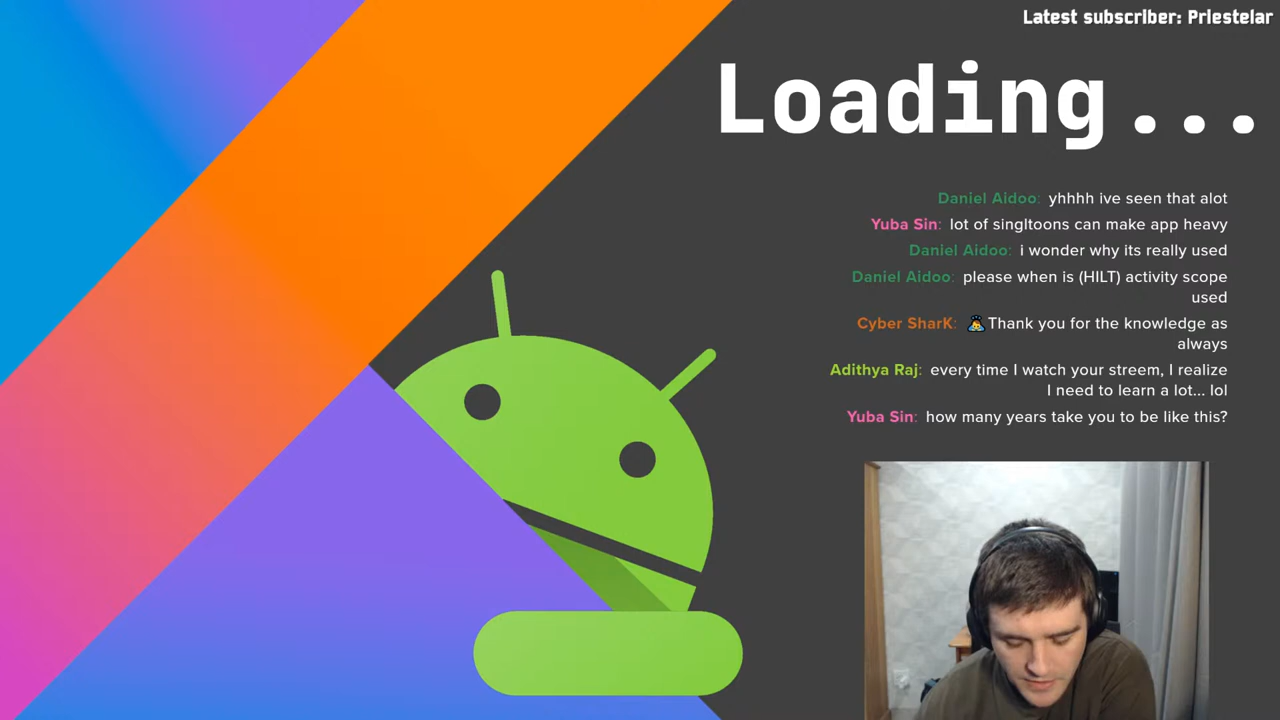 Latest subscriber: Priestelar
Loading...
Daniel Aidoo: yhhhh ive seen that alot
Yuba Sin: lot of singltoons can make app heavy
Daniel Aidoo: i wonder why its really used
Daniel Aidoo: please when is (HILT) activity scope
used
Cyber SharK: Thank you for the knowledge as
always
Adithya Raj: every time I watch your streem, I realize
I need to learn a lot... lol
Yuba Sin: how many years take you to be like this?